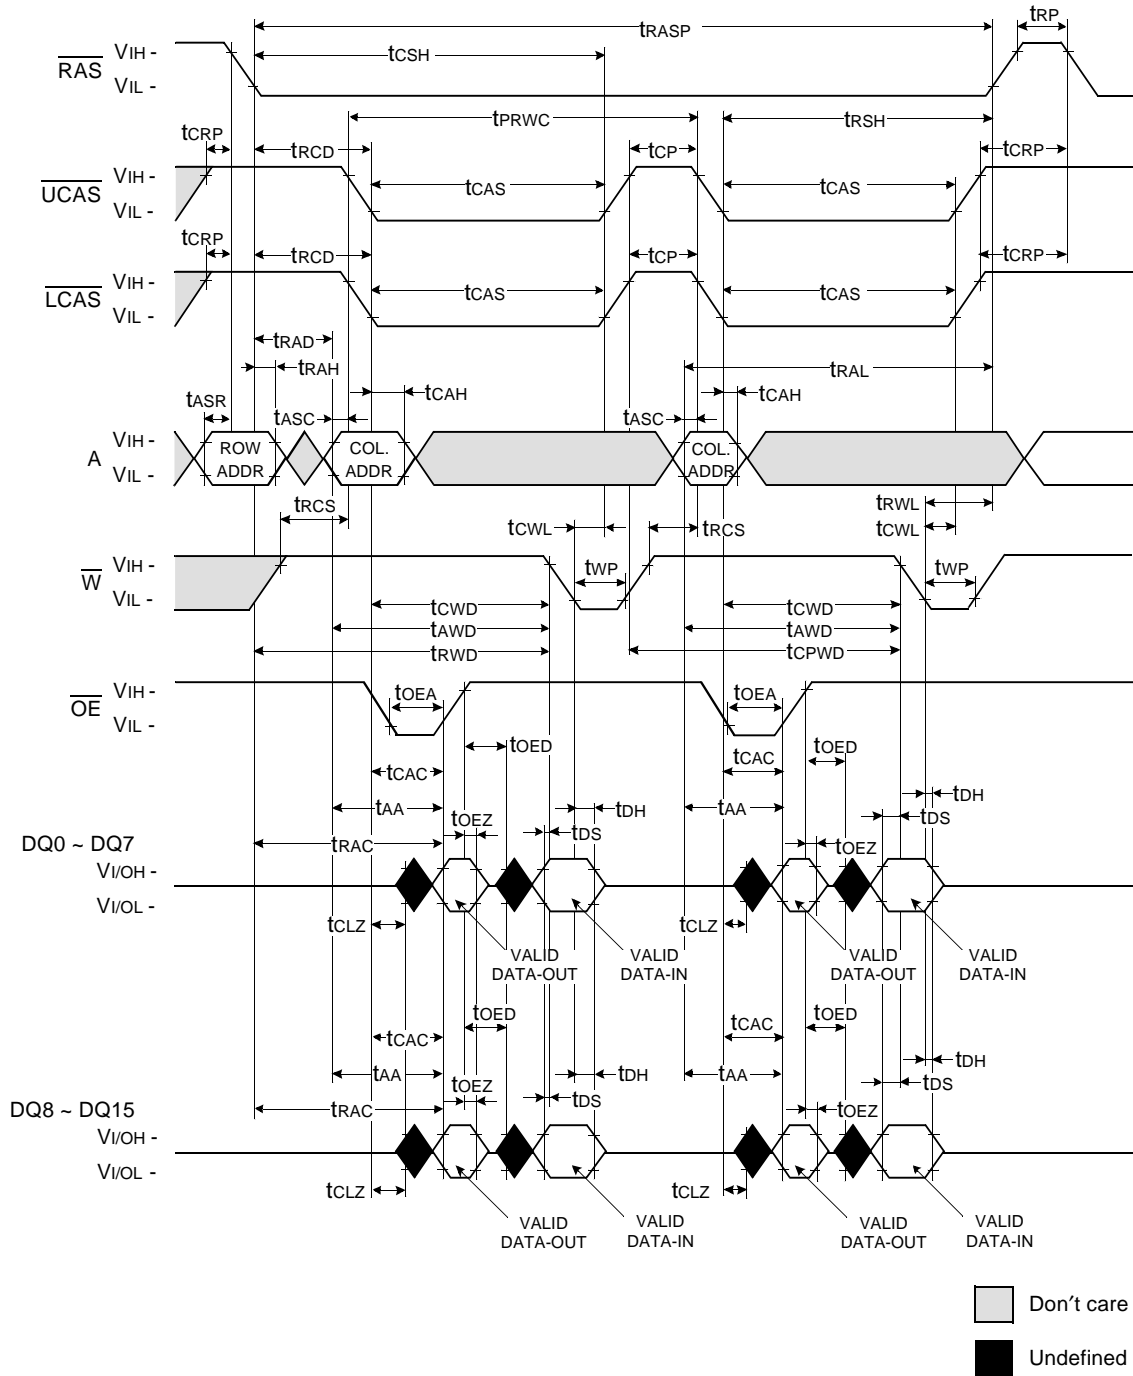 tRASP
tRP
RAS
VIH -
VIL -
tCSH
tPRWC
tRSH
tCRP
tRCD
tCP
tCRP
UCAS
VIH -
VIL -
tCAS
tCAS
tCRP
tRCD
tCP
tCRP
LCAS
VIH -
VIL -
tCAS
tCAS
tRAD
tRAH
tRAL
tASR
tASC
tCAH
tASC
tCAH
A
VIH -
VIL -
ROW
ADDR
COL.
ADDR
COL.
ADDR
tRCS
tCWL
tRCS
tRWL
tCWL
W
VIH -
VIL -
tWP
tWP
tCWD
tCWD
tAWD
tAWD
tRWD
tCPWD
OE
VIH -
VIL -
tOEA
tOEA
tOED
tOED
tCAC
tCAC
tAA
tDH
tAA
tDH
tOEZ
tDS
tDS
DQ0 ~ DQ7
tRAC
tOEZ
VI/OH -
VI/OL -
tCLZ
tCLZ
VALID
DATA-OUT
VALID
DATA-IN
VALID
DATA-OUT
VALID
DATA-IN
tOED
tOED
tCAC
tCAC
tAA
tDH
tAA
tDH
tOEZ
tDS
tDS
DQ8 ~ DQ15
tRAC
tOEZ
VI/OH -
VI/OL -
tCLZ
tCLZ
VALID
DATA-OUT
VALID
DATA-IN
VALID
DATA-OUT
VALID
DATA-IN
Don′t care
Undefined